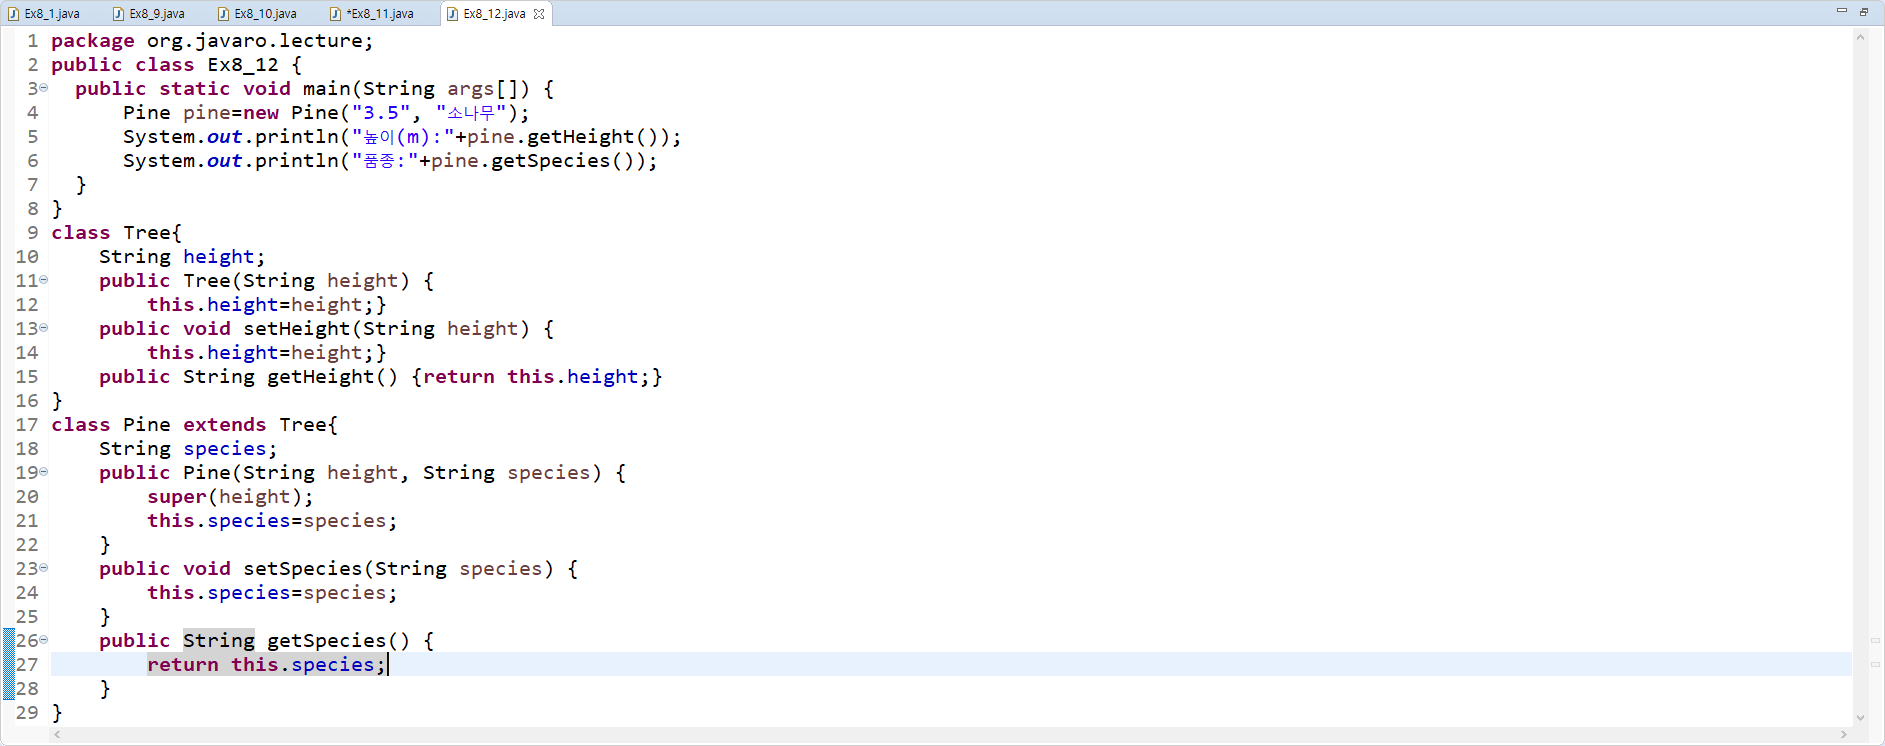 Ex8_1.java Ex8_9.java Ex8_10.java *Ex8_11.java Ex8_12.java
1 package org.javaro.lecture;
2 public class Ex8_12 {
3 public static void main(String args[]) {
4 Pine pine=new Pine("3.5", "소나무");
5 System.out.println("높이(m):"+pine.getHeight());
6 System.out.println("품종:"+pine.getSpecies());
7 }
8 }
9 class Tree{
10 String height;
11 public Tree(String height) {
12 this.height=height;}
13 public void setHeight(String height) {
14 this.height=height;}
15 public String getHeight() {return this.height;}
16 }
17 class Pine extends Tree{
18 String species;
19 public Pine(String height, String species) {
20 super(height);
21 this.species=species;
22 }
23 public void setSpecies(String species) {
24 this.species=species;
25 }
26 public String getSpecies() {
27 return this.species;
28 }
29 }